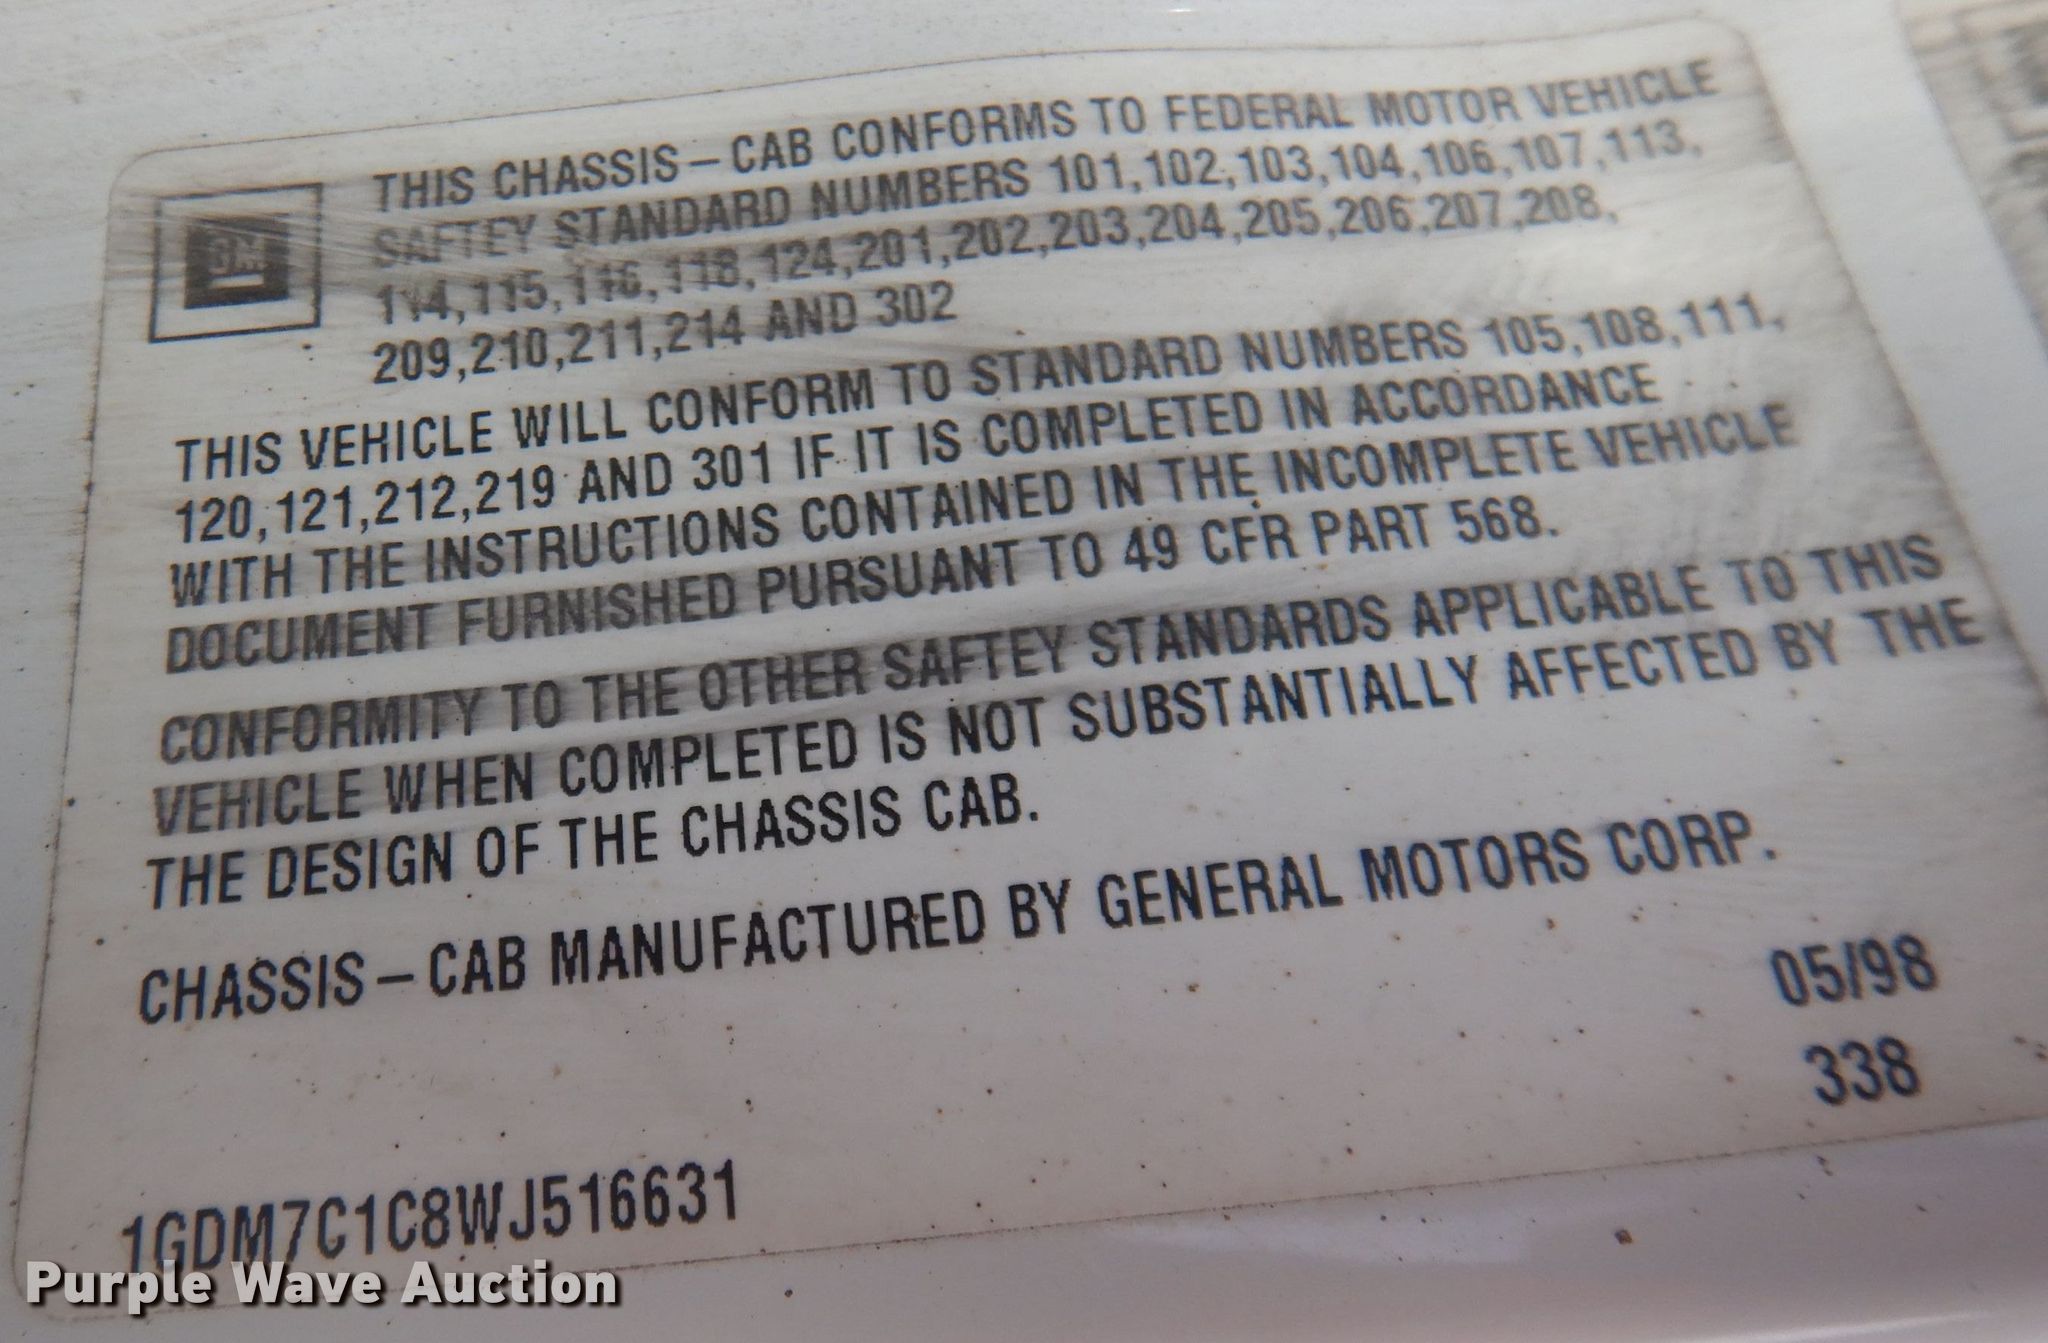 GM
THIS CHASSIS-CAB CONFORMS TO FEDERAL MOTOR VEHICLE
SAFTEY STANDARD NUMBERS 101,102,103,104,106,107,113,
114,115,116,118,124,201,202,203,204,205,206,207,208,
209,210,211,214 AND 302
THIS VEHICLE WILL CONFORM TO STANDARD NUMBERS 105,108,111,
120,121,212,219 AND 301 IF IT IS COMPLETED IN ACCORDANCE
WITH THE INSTRUCTIONS CONTAINED IN THE INCOMPLETE VEHICLE
DOCUMENT FURNISHED PURSUANT TO 49 CFR PART 568.
CONFORMITY TO THE OTHER SAFTEY STANDARDS APPLICABLE TO THIS
VEHICLE WHEN COMPLETED IS NOT SUBSTANTIALLY AFFECTED BY THE
THE DESIGN OF THE CHASSIS CAB.
CHASSIS-CAB MANUFACTURED BY GENERAL MOTORS CORP.
05/98
338
1GDM7C1C8WJ516631
Purple Wave Auction